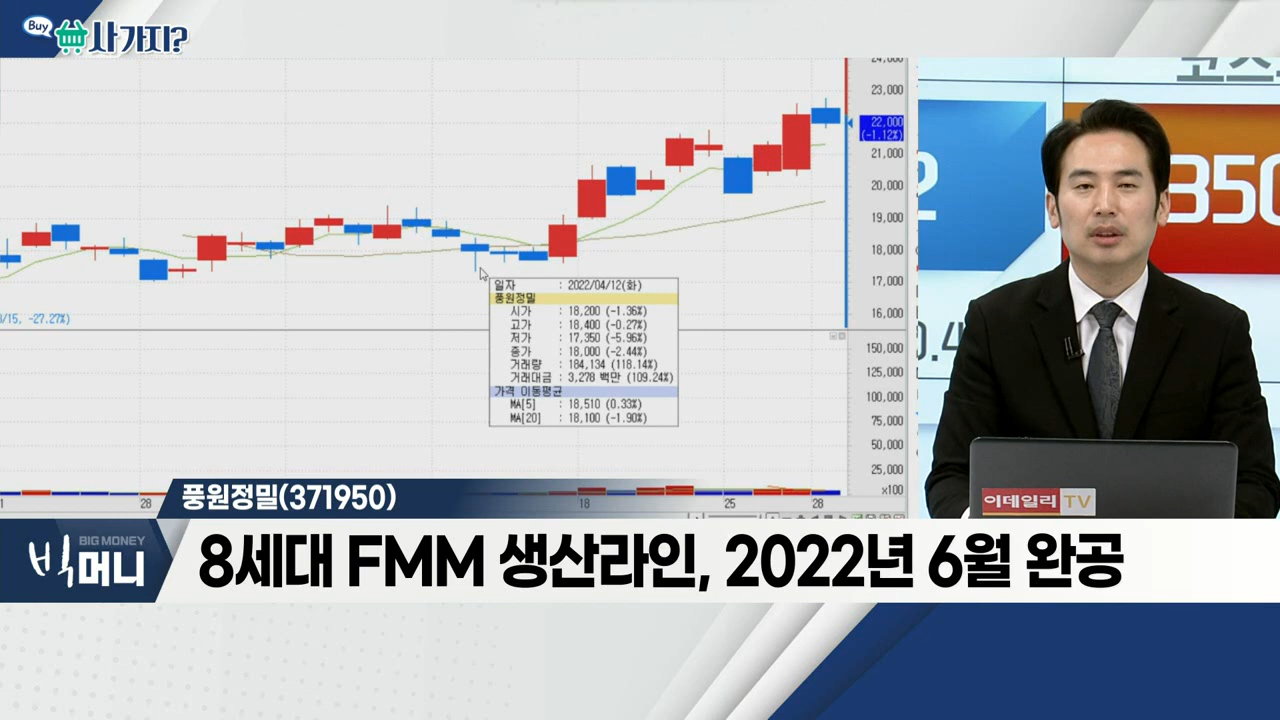 Buy
사가지?
코스
24,000
23,000
22,000
(-1.12%)
21,000
20,000
19,000
18,000
17,000
16,000
/15, -27.27%)
2
350
0.4
일자 : 2022/04/12(화)
풍원정밀
시가 : 18,200 (-1.36%)
고가 : 18,400 (-0.27%)
저가 : 17,350 (-5.96%)
종가 : 18,000 (-2.44%)
거래량 : 184,134 (118.14%)
거래대금 : 3,278 백만 (109.24%)
가격 이동평균
MA[5] : 18,510 (0.33%)
MA[20] : 18,100 (-1.90%)
150,000
125,000
100,000
75,000
50,000
25,000
x100
28
18
25
28
이데일리 TV
풍원정밀(371950)
BIG MONEY
빅머니
8세대 FMM 생산라인, 2022년 6월 완공